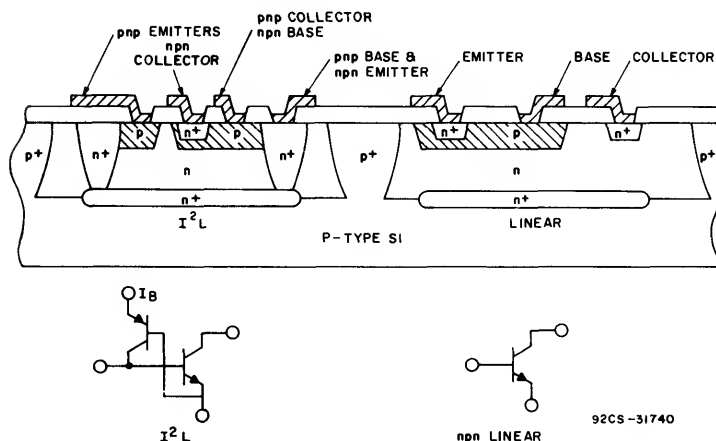 pnp EMITTERS
npn
COLLECTOR
pnp COLLECTOR
npn BASE
pnp BASE &
npn EMITTER
EMITTER
BASE
COLLECTOR
p+
n+
p
n+
p
n+
p+
n+
p
n+
p+
n
n
n+
n+
I²L
LINEAR
P-TYPE SI
IB
I²L
npn LINEAR
92CS-31740